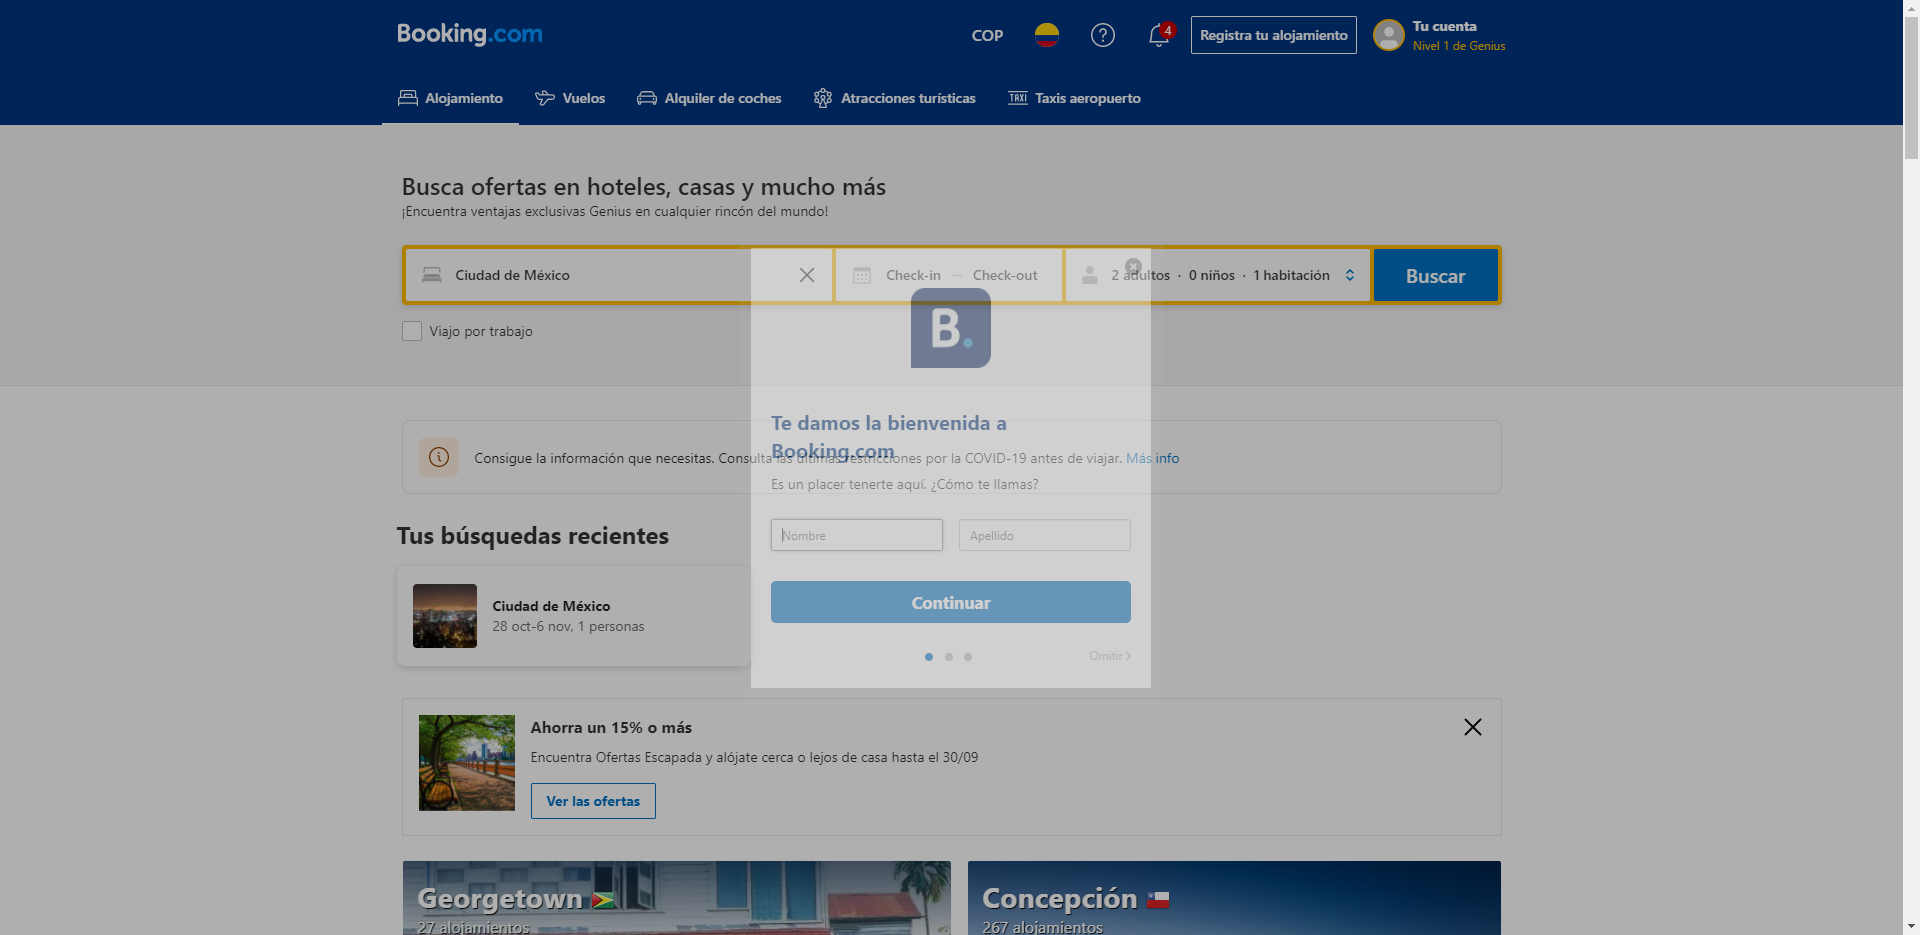 Booking.com
COP
4
Registra tu alojamiento
Tu cuenta
Nivel 1 de Genius
Alojamiento
Vuelos
Alquiler de coches
Atracciones turísticas
TAXI
Taxis aeropuerto
Busca ofertas en hoteles, casas y mucho más
¡Encuentra ventajas exclusivas Genius en cualquier rincón del mundo!
Ciudad de México
Check-in — Check-out
2 adultos · 0 niños · 1 habitación
Buscar
Viajo por trabajo
B.
Te damos la bienvenida a
Booking.com
Consigue la información que necesitas. Consulta las últimas restricciones por la COVID-19 antes de viajar. Más info
Es un placer tenerte aquí. ¿Cómo te llamas?
Nombre
Apellido
Continuar
Omitir
Tus búsquedas recientes
Ciudad de México
28 oct-6 nov, 1 personas
Ahorra un 15% o más
Encuentra Ofertas Escapada y alójate cerca o lejos de casa hasta el 30/09
Ver las ofertas
Georgetown
27 alojamientos
Concepción
267 alojamientos